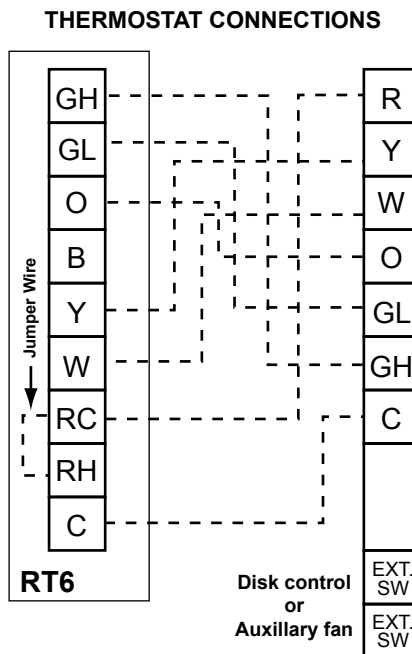 THERMOSTAT CONNECTIONS
GH
GL
O
B
Y
W
RC
RH
C
Jumper Wire
RT6
R
Y
W
O
GL
GH
C
EXT.
SW
EXT.
SW
Disk control
or
Auxillary fan